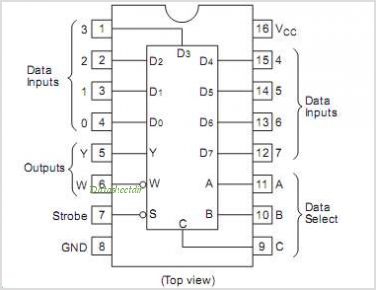 3 1 D3 16 VCC
Data Inputs
2 2 D2 D4 15 4
1 3 D1 D5 14 5
Data Inputs
0 4 D0 D6 13 6
D7 12 7
Outputs
Y 5 Y
W 6 W A 11 A
Strobe 7 S B 10 B
Data Select
C
GND 8 9 C
(Top view)